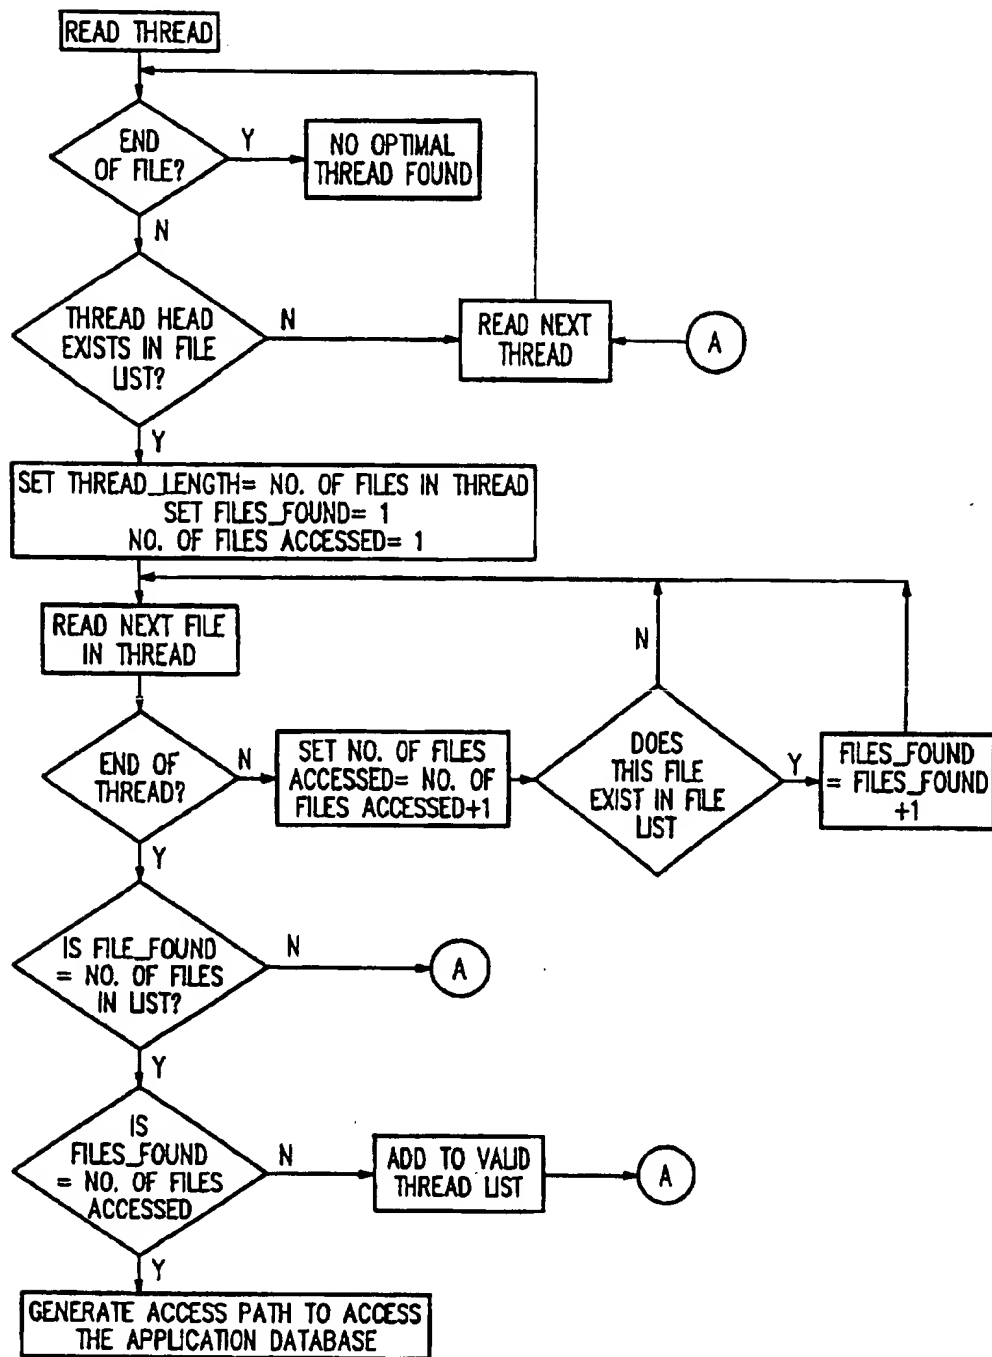 READ THREAD
END
OF FILE?
Y
NO OPTIMAL
THREAD FOUND
N
THREAD HEAD
EXISTS IN FILE
LIST?
N
READ NEXT
THREAD
A
Y
SET THREAD_LENGTH= NO. OF FILES IN THREAD
SET FILES_FOUND= 1
NO. OF FILES ACCESSED= 1
READ NEXT FILE
IN THREAD
END OF
THREAD?
N
SET NO. OF FILES
ACCESSED= NO. OF
FILES ACCESSED+1
DOES
THIS FILE
EXIST IN FILE
LIST
N
Y
FILES_FOUND
= FILES_FOUND
+1
Y
IS FILE_FOUND
= NO. OF FILES
IN LIST?
N
A
Y
IS
FILES_FOUND
= NO. OF FILES
ACCESSED
N
ADD TO VALID
THREAD LIST
A
Y
GENERATE ACCESS PATH TO ACCESS
THE APPLICATION DATABASE